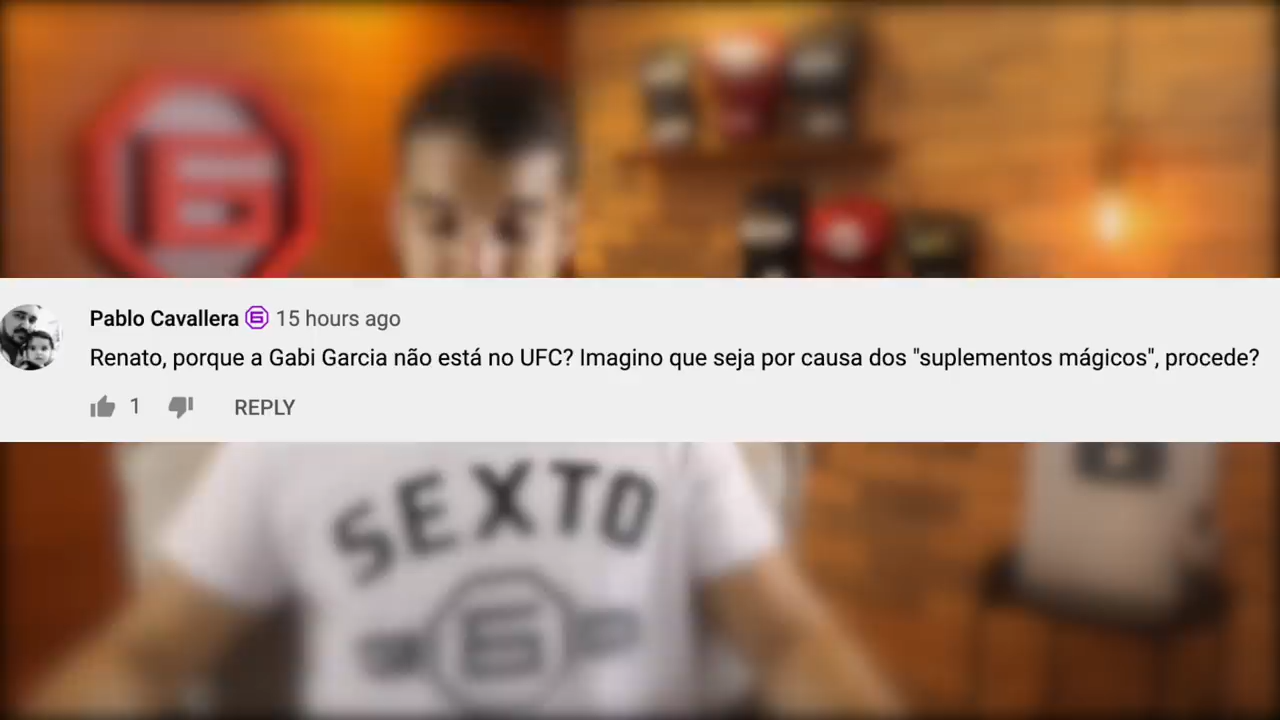 Pablo Cavallera 15 hours ago
Renato, porque a Gabi Garcia não está no UFC? Imagino que seja por causa dos "suplementos mágicos", procede?
1 REPLY
SEXTO